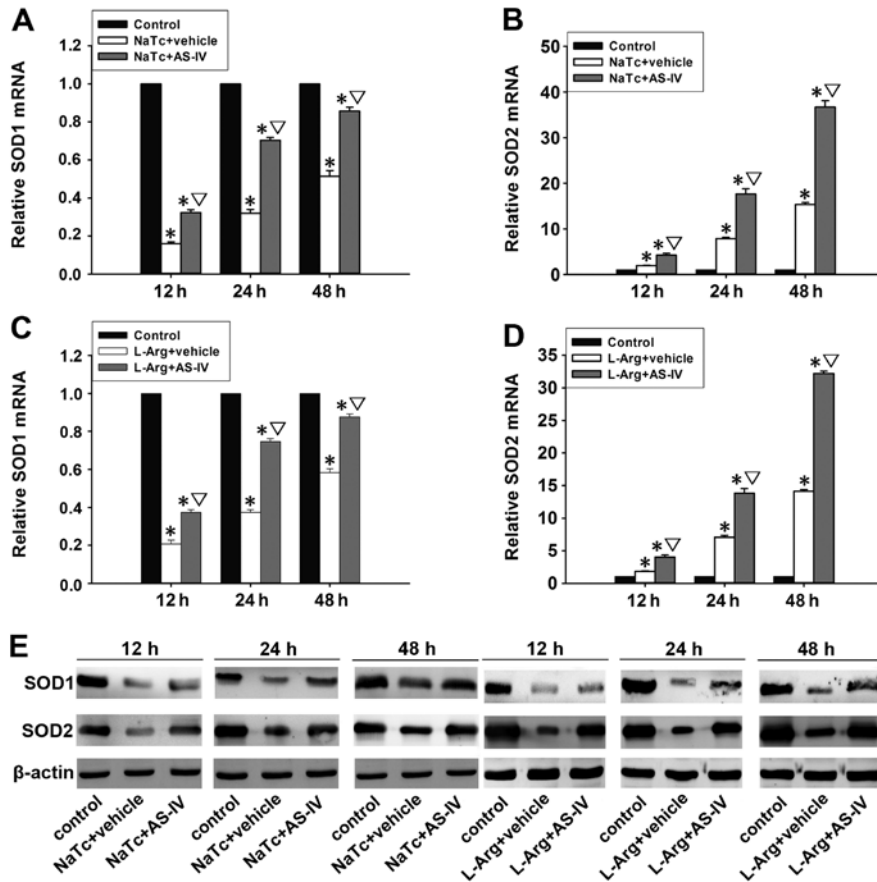 A
Control
NaTc+vehicle
NaTc+AS-IV
Relative SOD1 mRNA
1.2
1.0
0.8
0.6
0.4
0.2
0.0
* *▽ * *▽ * *▽
12 h 24 h 48 h
B
Control
NaTc+vehicle
NaTc+AS-IV
Relative SOD2 mRNA
50
40
30
20
10
0
* *▽ * *▽ * *▽
12 h 24 h 48 h
C
Control
L-Arg+vehicle
L-Arg+AS-IV
Relative SOD1 mRNA
1.2
1.0
0.8
0.6
0.4
0.2
0.0
* *▽ * *▽ * *▽
12 h 24 h 48 h
D
Control
L-Arg+vehicle
L-Arg+AS-IV
Relative SOD2 mRNA
35
30
25
20
15
10
5
0
* *▽ * *▽ * *▽
12 h 24 h 48 h
E
12 h 24 h 48 h 12 h 24 h 48 h
SOD1
SOD2
β-actin
control NaTc+vehicle NaTc+AS-IV control NaTc+vehicle NaTc+AS-IV control NaTc+vehicle NaTc+AS-IV control L-Arg+vehicle L-Arg+AS-IV control L-Arg+vehicle L-Arg+AS-IV control L-Arg+vehicle L-Arg+AS-IV